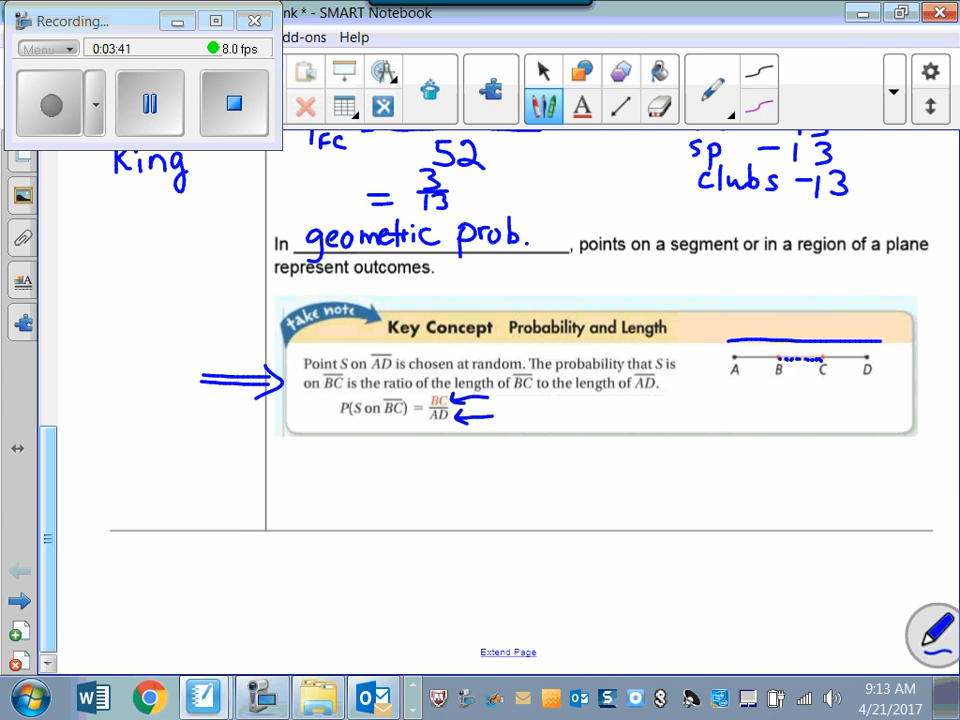 Recording...
nk * - SMART Notebook
Menu
0:03:41
8.0 fps
dd-ons Help
FC =
52
King
= 3/13
sp - 13
clubs - 13
In geometric prob., points on a segment or in a region of a plane
represent outcomes.
take note
Key Concept Probability and Length
Point S on AD is chosen at random. The probability that S is
on BC is the ratio of the length of BC to the length of AD.
P(S on BC) = BC/AD
A B C D
Extend Page
9:13 AM
4/21/2017